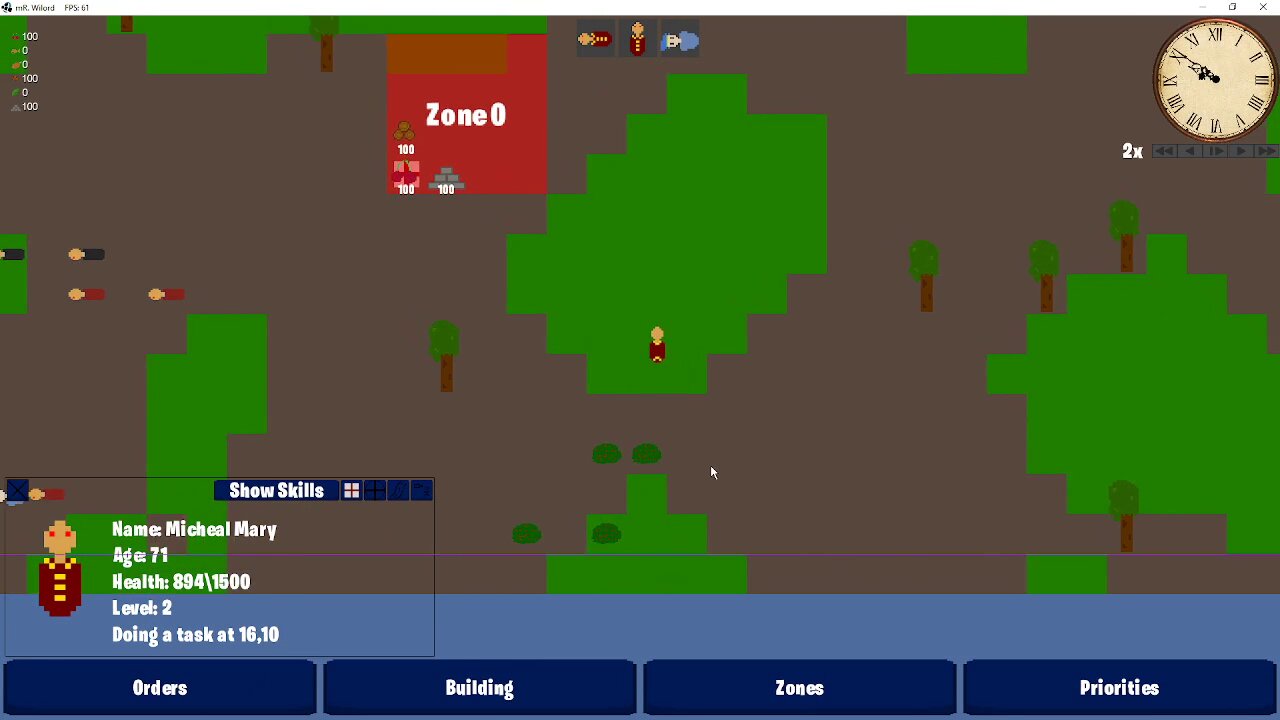 mR. Wilord FPS: 61
100
0
0
100
0
100
Zone 0
100
100 100
2x
Show Skills
Name: Micheal Mary
Age: 71
Health: 894\1500
Level: 2
Doing a task at 16,10
Orders Building Zones Priorities